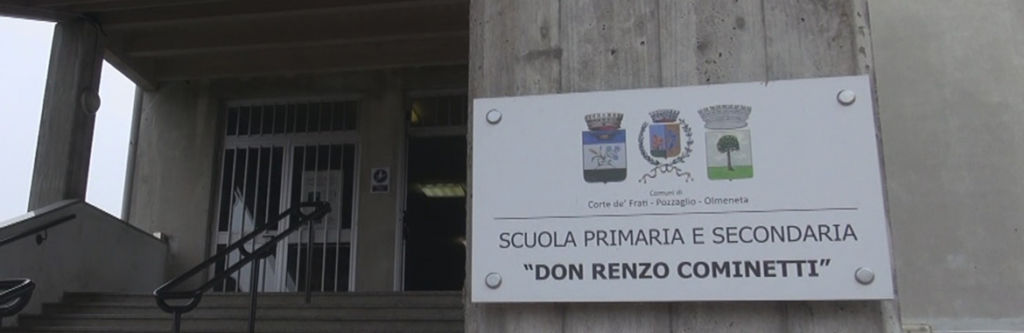 Comuni di
Corte de' Frati - Pozzaglio - Olmeneta
SCUOLA PRIMARIA E SECONDARIA
"DON RENZO COMINETTI"